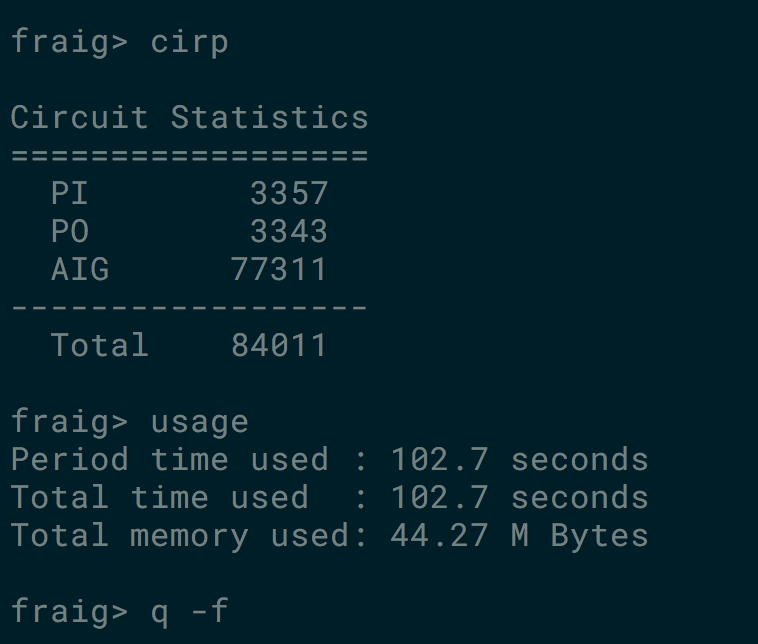 fraig> cirp
Circuit Statistics
==================
  PI        3357
  PO        3343
  AIG      77311
------------------
  Total    84011
fraig> usage
Period time used : 102.7 seconds
Total time used  : 102.7 seconds
Total memory used: 44.27 M Bytes
fraig> q -f